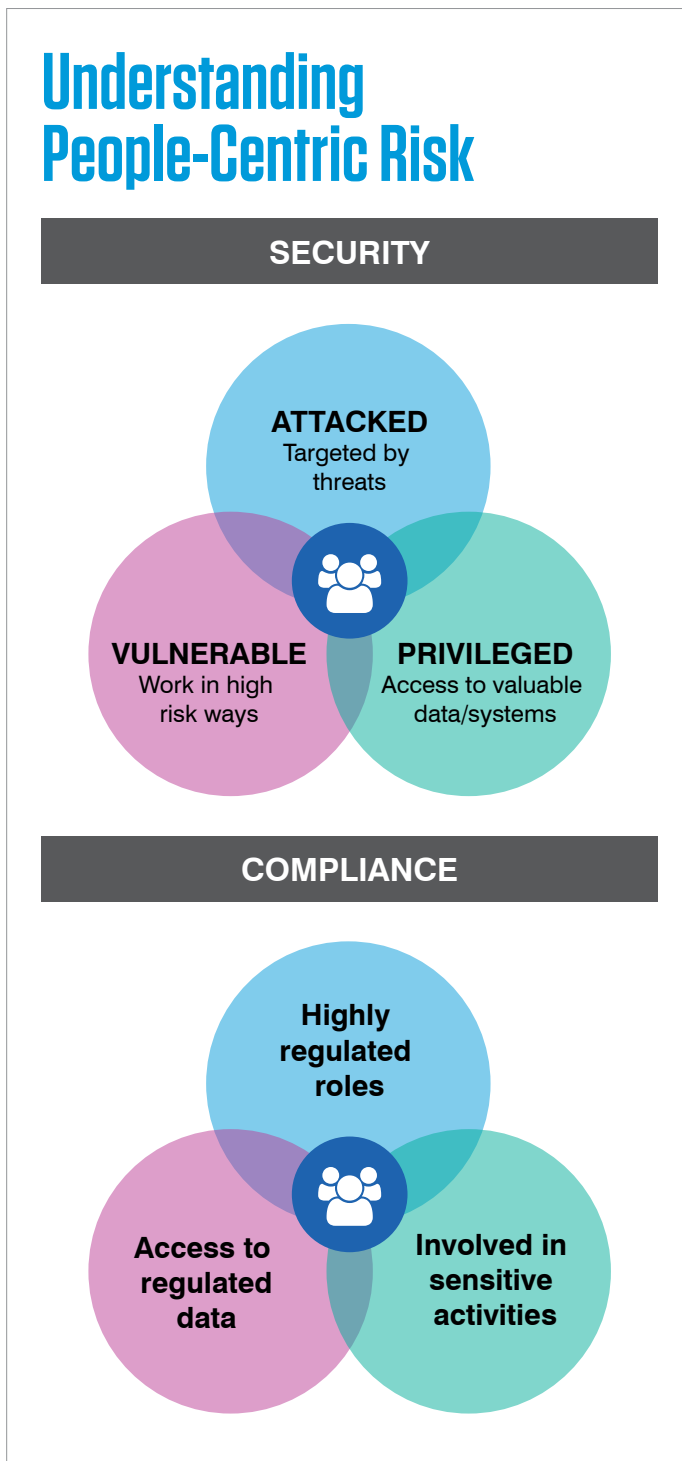 Understanding
People-Centric Risk
SECURITY
ATTACKED
Targeted by
threats
VULNERABLE
Work in high
risk ways
PRIVILEGED
Access to valuable
data/systems
COMPLIANCE
Highly
regulated
roles
Access to
regulated
data
Involved in
sensitive
activities